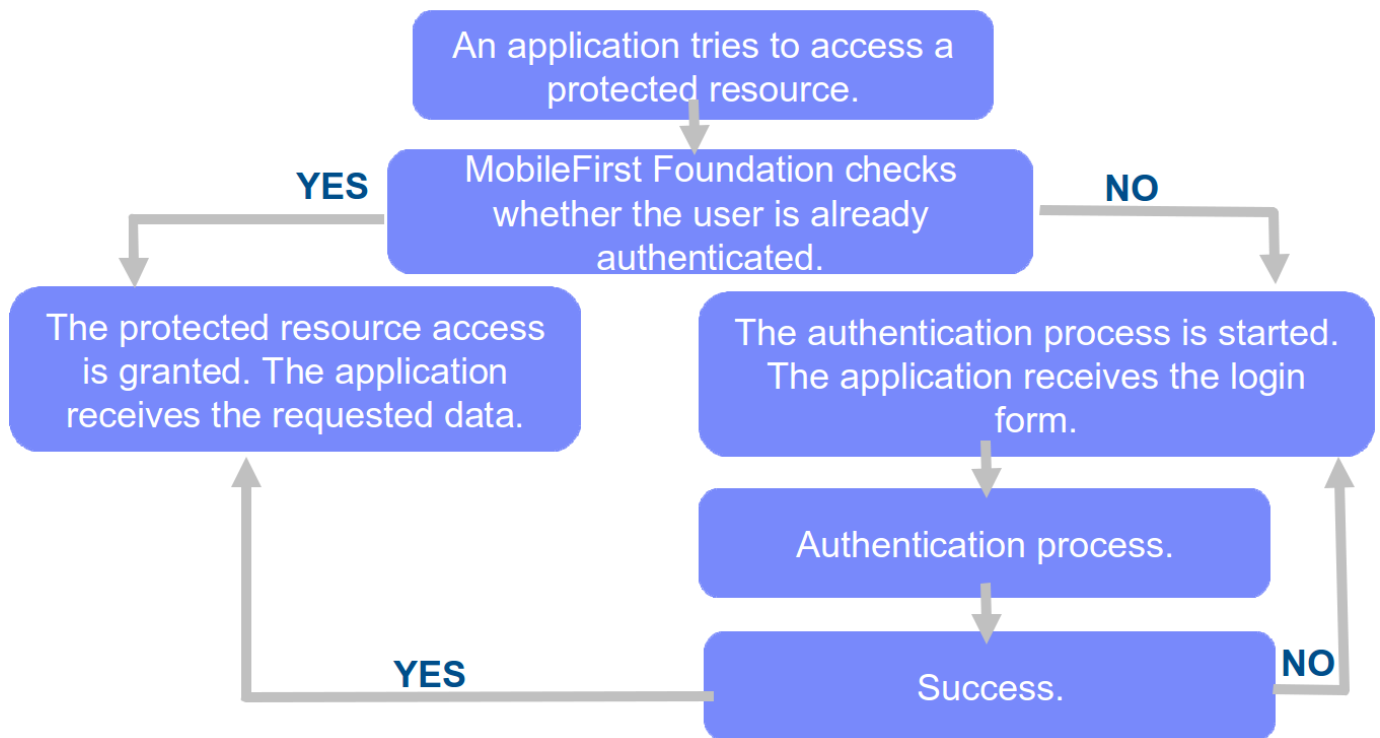 An application tries to access a
protected resource.
MobileFirst Foundation checks
whether the user is already
authenticated.
YES
NO
The protected resource access
is granted. The application
receives the requested data.
The authentication process is started.
The application receives the login
form.
Authentication process.
Success.
YES
NO